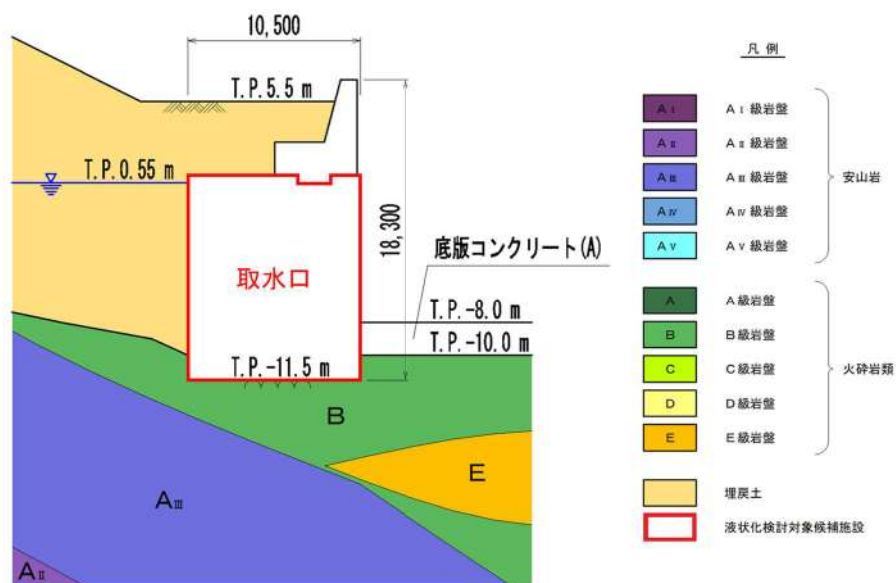 10,500
T.P.5.5 m
T.P.0.55 m
18,300
底版コンクリート(A)
取水口
T.P.-8.0 m
T.P.-10.0 m
T.P.-11.5 m
B
E
AⅢ
AⅡ
凡 例
AⅠ AⅠ級岩盤
AⅡ AⅡ級岩盤
AⅢ AⅢ級岩盤
AⅣ AⅣ級岩盤
AⅤ AⅤ級岩盤
安山岩
A A級岩盤
B B級岩盤
C C級岩盤
D D級岩盤
E E級岩盤
火砕岩類
埋戻土
液状化検討対象候補施設